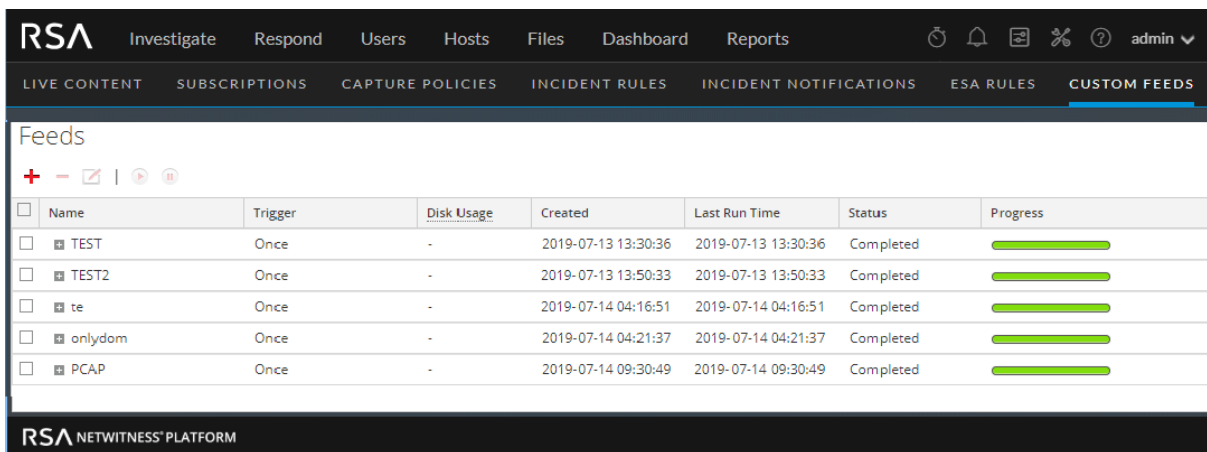 RSA Investigate Respond Users Hosts Files Dashboard Reports admin
LIVE CONTENT SUBSCRIPTIONS CAPTURE POLICIES INCIDENT RULES INCIDENT NOTIFICATIONS ESA RULES CUSTOM FEEDS
Feeds
Name Trigger Disk Usage Created Last Run Time Status Progress
TEST Once - 2019-07-13 13:30:36 2019-07-13 13:30:36 Completed
TEST2 Once - 2019-07-13 13:50:33 2019-07-13 13:50:33 Completed
te Once - 2019-07-14 04:16:51 2019-07-14 04:16:51 Completed
onlydom Once - 2019-07-14 04:21:37 2019-07-14 04:21:37 Completed
PCAP Once - 2019-07-14 09:30:49 2019-07-14 09:30:49 Completed
RSA NETWITNESS® PLATFORM